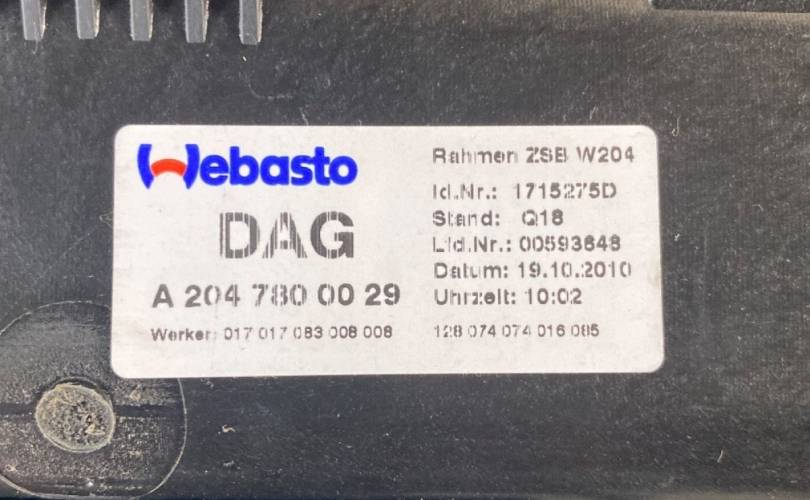 Webasto
DAG
A 204 780 00 29
Werker: 017 017 083 008 008
Rahmen ZSB W204
Id.Nr.: 1715275D
Stand: Q18
Lfd.Nr.: 00593648
Datum: 19.10.2010
Uhrzeit: 10:02
128 074 074 016 085